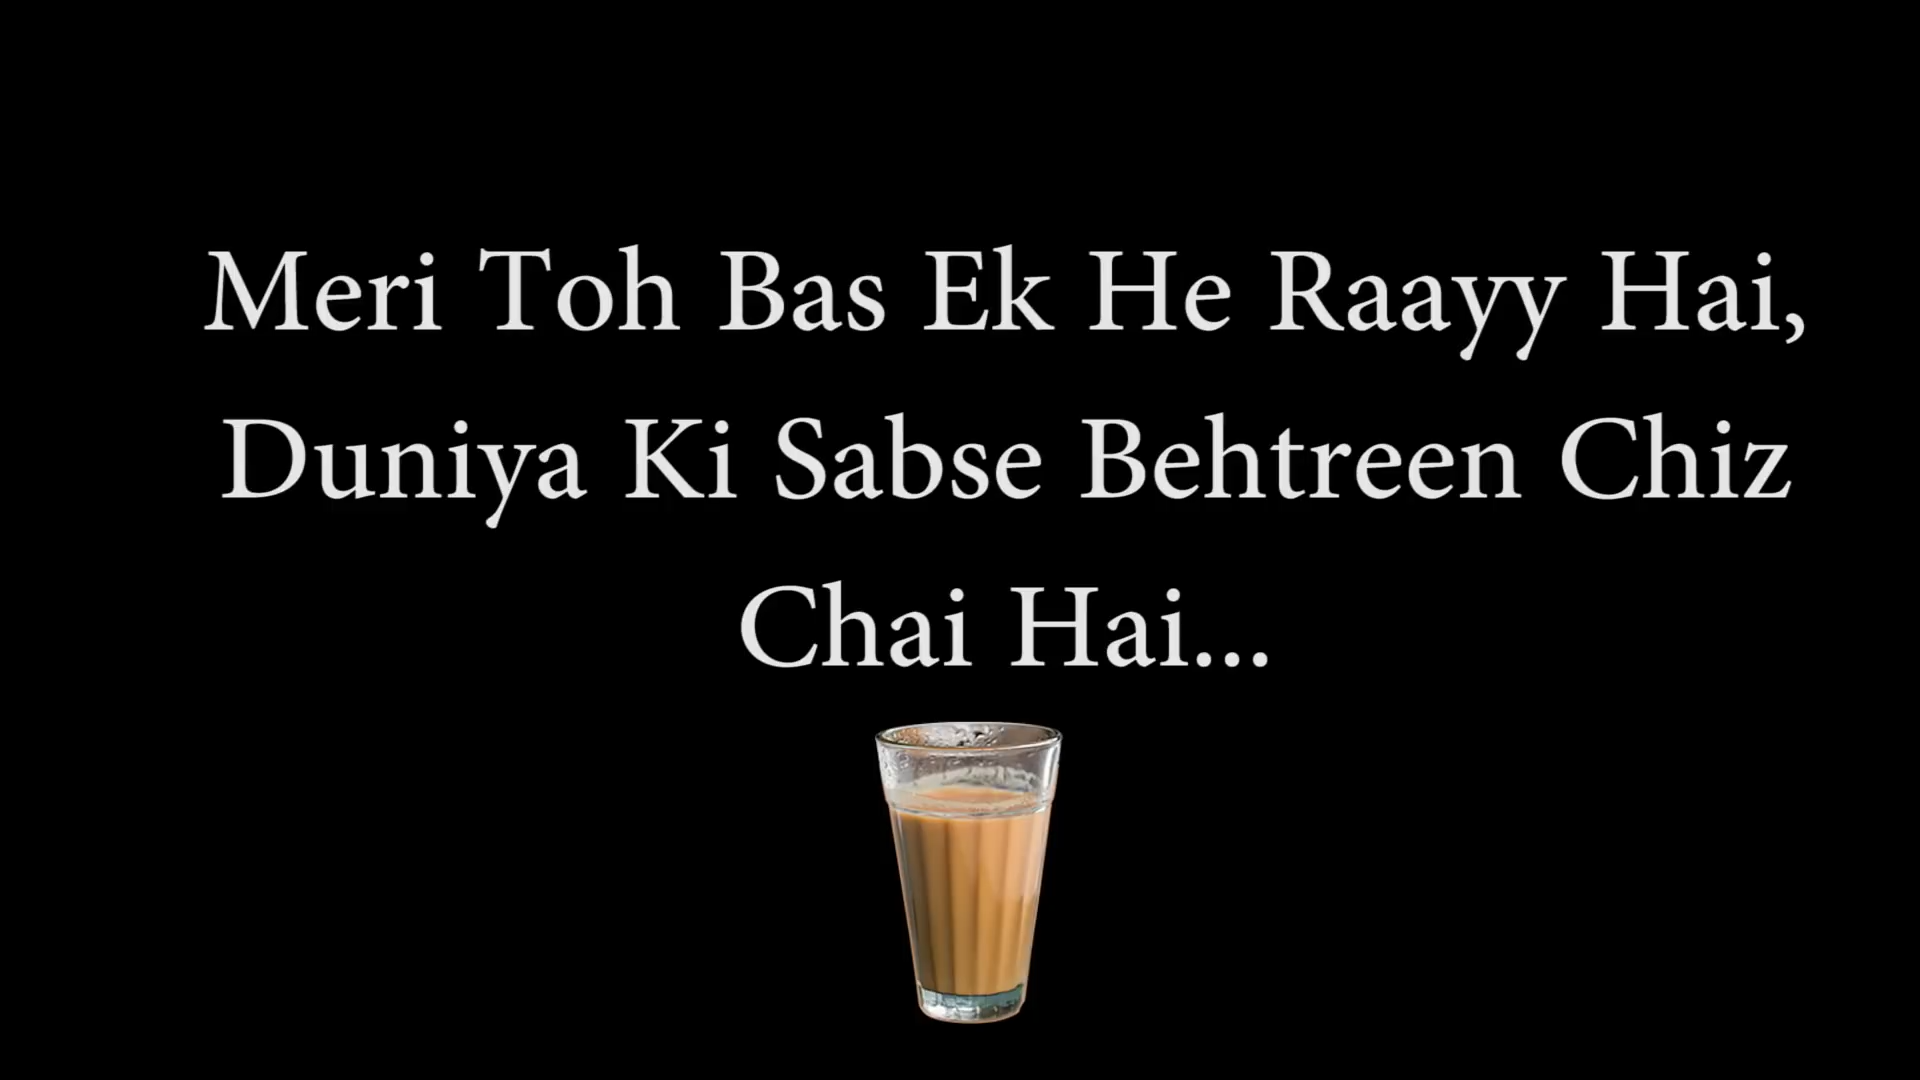 Meri Toh Bas Ek He Raayy Hai,
Duniya Ki Sabse Behtreen Chiz
Chai Hai...